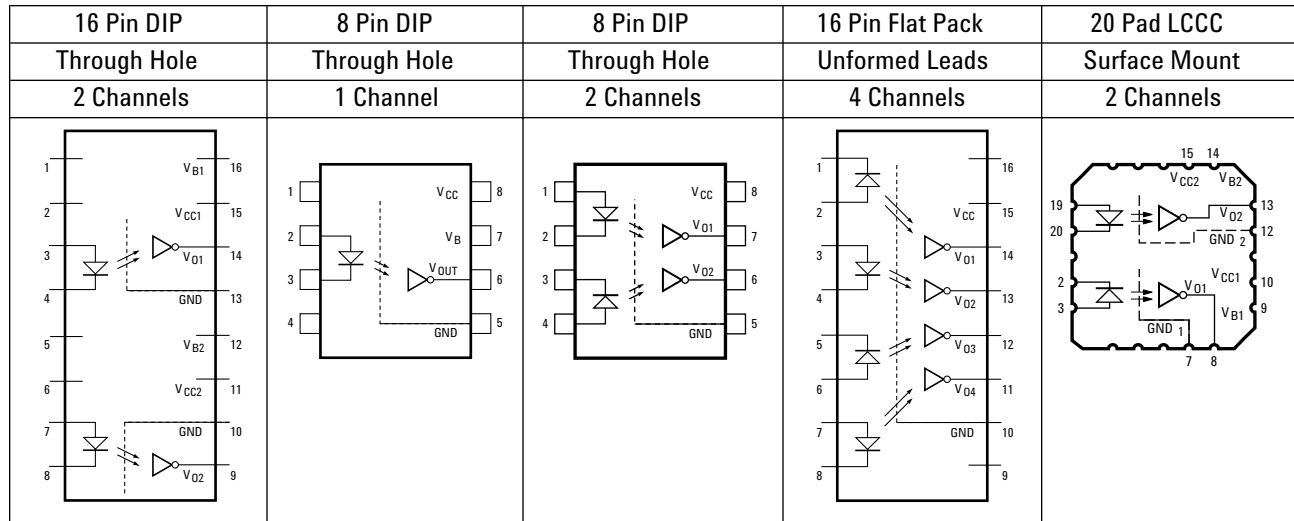 16 Pin DIP 8 Pin DIP 8 Pin DIP 16 Pin Flat Pack 20 Pad LCCC
Through Hole Through Hole Through Hole Unformed Leads Surface Mount
2 Channels 1 Channel 2 Channels 4 Channels 2 Channels
1 VB1 16
2 VCC1 15
3 VO1 14
4 GND 13
5 VB2 12
6 VCC2 11
7 GND 10
8 VO2 9
1 VCC 8
2 VB 7
3 VOUT 6
4 GND 5
1 VCC 8
2 VO1 7
3 VO2 6
4 GND 5
1 16
2 VCC 15
3 VO1 14
4 VO2 13
5 VO3 12
6 VO4 11
7 GND 10
8 9
15 14
VCC2 VB2
19 VO2 13
20 GND 2 12
2 VCC1 10
3 VO1 VB1 9
GND 1
7 8